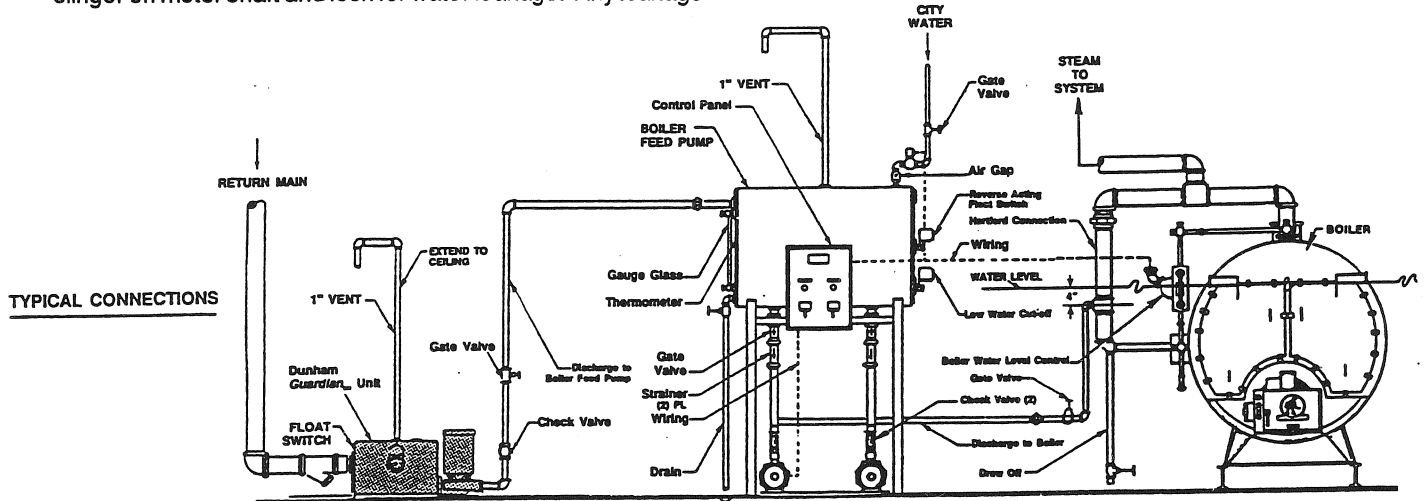 slinger on motor shaft and look for water leakage. Any leakage
CITY
WATER
1" VENT
Gate
Valve
STEAM
TO
SYSTEM
Control Panel
BOILER
FEED PUMP
Air Gap
RETURN MAIN
Reverse Acting
Float Switch
Hartford Connection
BOILER
EXTEND TO
CEILING
Wiring
Gauge Glass
WATER LEVEL
TYPICAL CONNECTIONS
1" VENT
Thermometer
4"
Low Water Cut-off
Gate Valve
Discharge to
Boiler Feed Pump
Gate
Valve
Boiler Water Level Control
Dunham
Guardian Unit
Strainer
(2) PL
Wiring
Gate Valve
Check Valve (2)
FLOAT
SWITCH
Check Valve
Discharge to Boiler
Drain
Draw Off